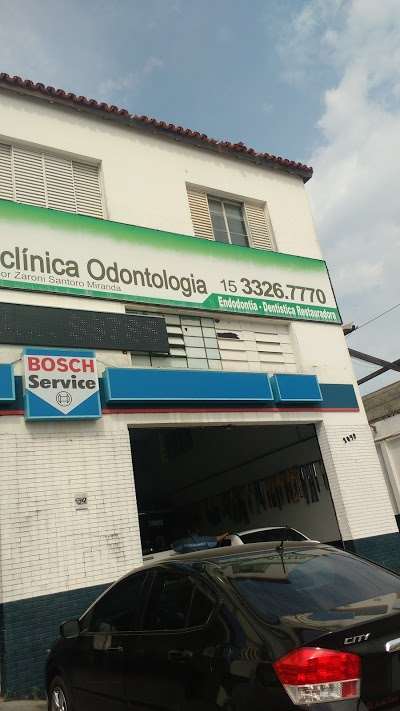 clínica Odontologia 15 3326.7770
or Zaroni Santoro Miranda
Endodontia - Dentística Restauradora
BOSCH
Service
CITY